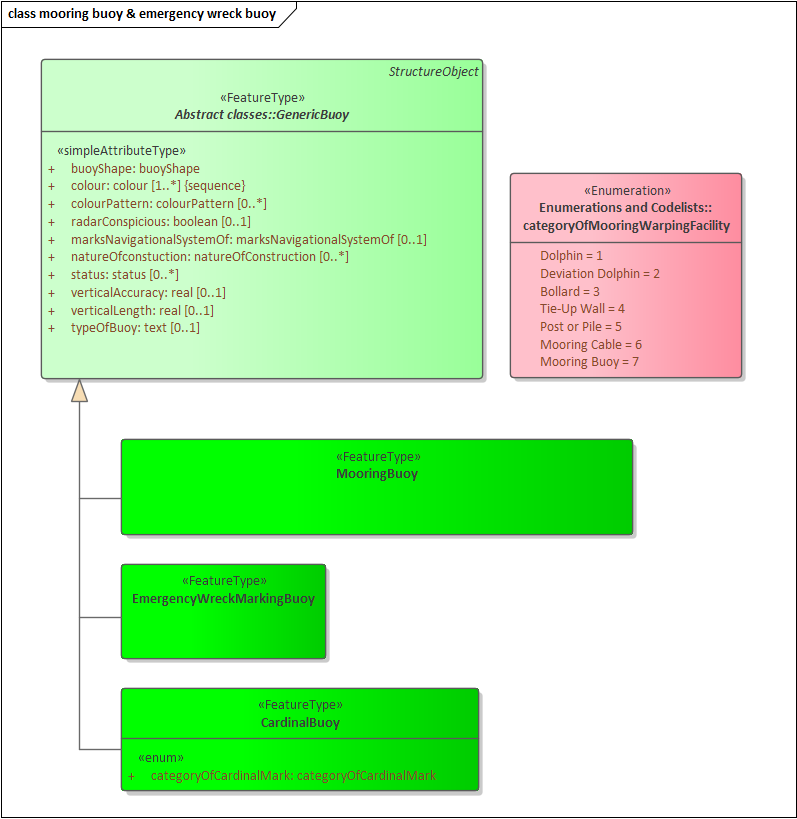 class mooring buoy & emergency wreck buoy
StructureObject
«FeatureType»
Abstract classes::GenericBuoy
«simpleAttributeType»
+ buoyShape: buoyShape
+ colour: colour [1..*] {sequence}
+ colourPattern: colourPattern [0..*]
+ radarConspicious: boolean [0..1]
+ marksNavigationalSystemOf: marksNavigationalSystemOf [0..1]
+ natureOfconstuction: natureOfConstruction [0..*]
+ status: status [0..*]
+ verticalAccuracy: real [0..1]
+ verticalLength: real [0..1]
+ typeOfBuoy: text [0..1]
«Enumeration»
Enumerations and Codelists::
categoryOfMooringWarpingFacility
Dolphin = 1
Deviation Dolphin = 2
Bollard = 3
Tie-Up Wall = 4
Post or Pile = 5
Mooring Cable = 6
Mooring Buoy = 7
«FeatureType»
MooringBuoy
«FeatureType»
EmergencyWreckMarkingBuoy
«FeatureType»
CardinalBuoy
«enum»
+ categoryOfCardinalMark: categoryOfCardinalMark